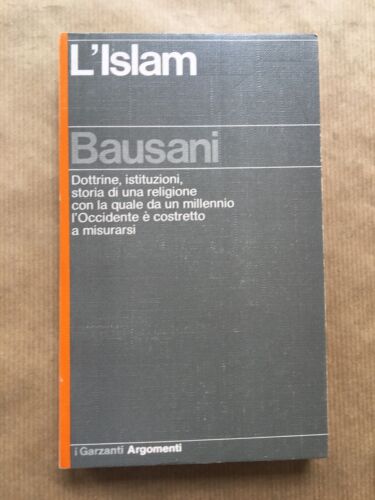 L'Islam
Bausani
Dottrine, istituzioni,
storia di una religione
con la quale da un millennio
l'Occidente è costretto
a misurarsi
i Garzanti Argomenti